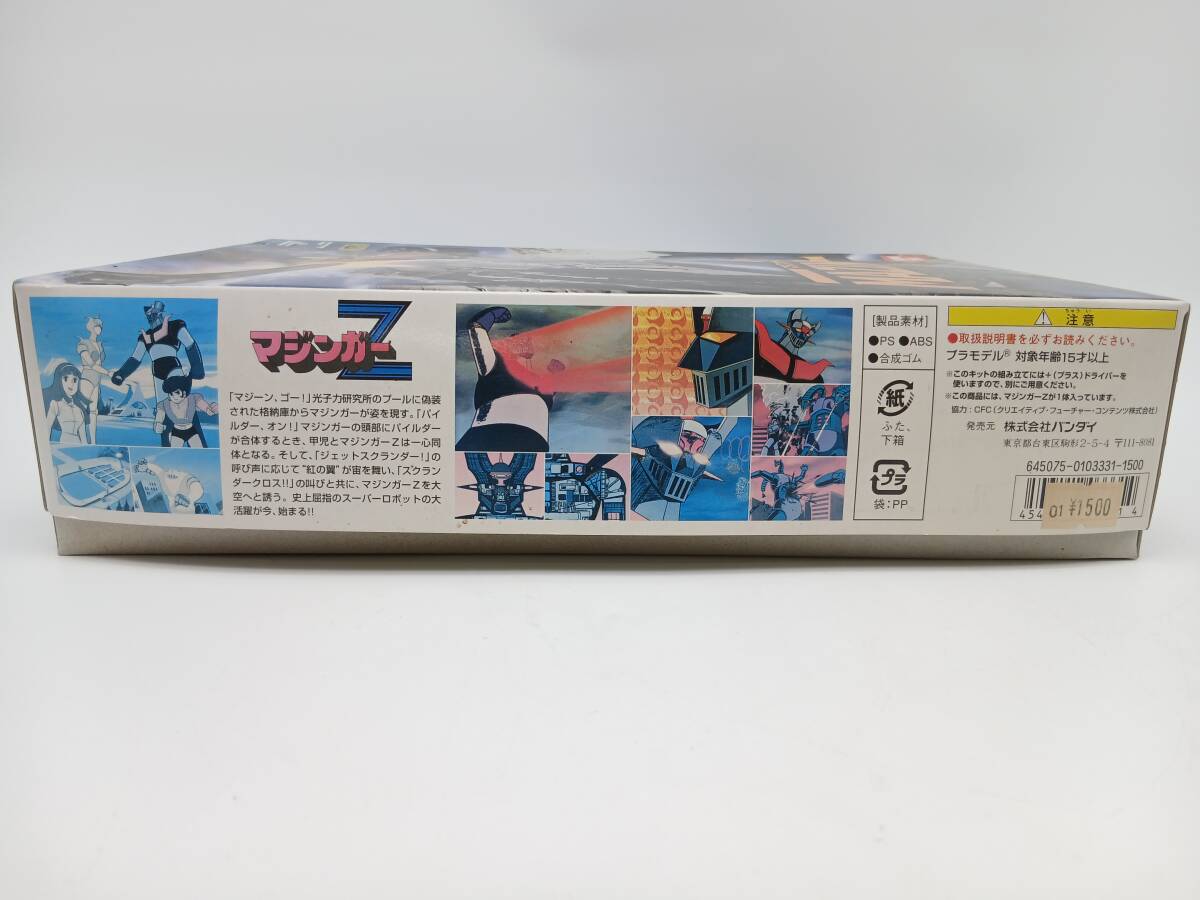 マジンガーZ
「マジーン、ゴー！」光子力研究所のプールに偽装
された格納庫からマジンガーが姿を現す。「パイ
ルダー、オン！」マジンガーの頭部にパイルダー
が合体するとき、甲児とマジンガーZは一心同
体となる。そして、「ジェットスクランダー！」の
呼び声に応じて“紅の翼”が宙を舞い、「スクラン
ダークロス!!」の叫びと共に、マジンガーZを大
空へと誘う。史上屈指のスーパーロボットの大
活躍が今、始まる!!
[製品素材]
●PS ●ABS
●合成ゴム
紙
ふた、
下箱
プラ
袋：PP
注意
ちゅうい
●取扱説明書を必ずお読みください。
プラモデル® 対象年齢15才以上
※このキットの組み立てには+(プラス)ドライバーを
使いますので、別にご用意ください。
※この商品には、マジンガーZが1体入っています。
協力：CFC(クリエイティブ・フューチャー・コンテンツ株式会社)
発売元 株式会社バンダイ
東京都台東区駒形2-5-4 〒111-8081
645075-0103331-1500
01 ¥1500